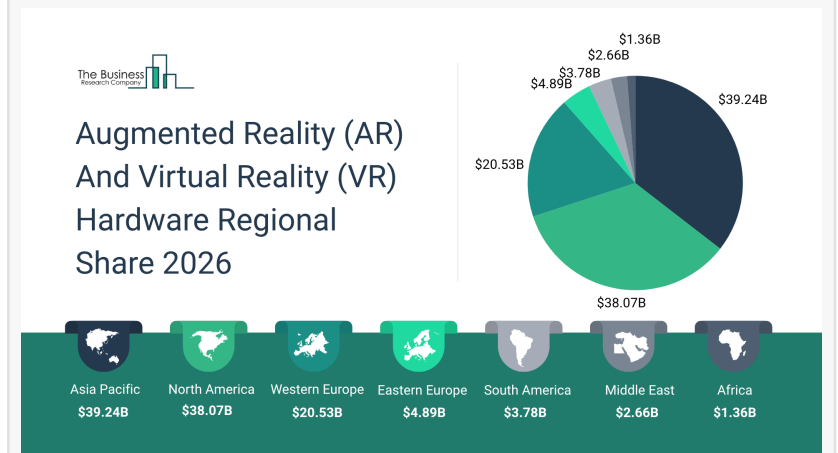 The Business
Research Company
Augmented Reality (AR)
And Virtual Reality (VR)
Hardware Regional
Share 2026
$1.36B
$2.66B
$3.78B
$4.89B
$39.24B
$20.53B
$38.07B
Asia Pacific
$39.24B
North America
$38.07B
Western Europe
$20.53B
Eastern Europe
$4.89B
South America
$3.78B
Middle East
$2.66B
Africa
$1.36B